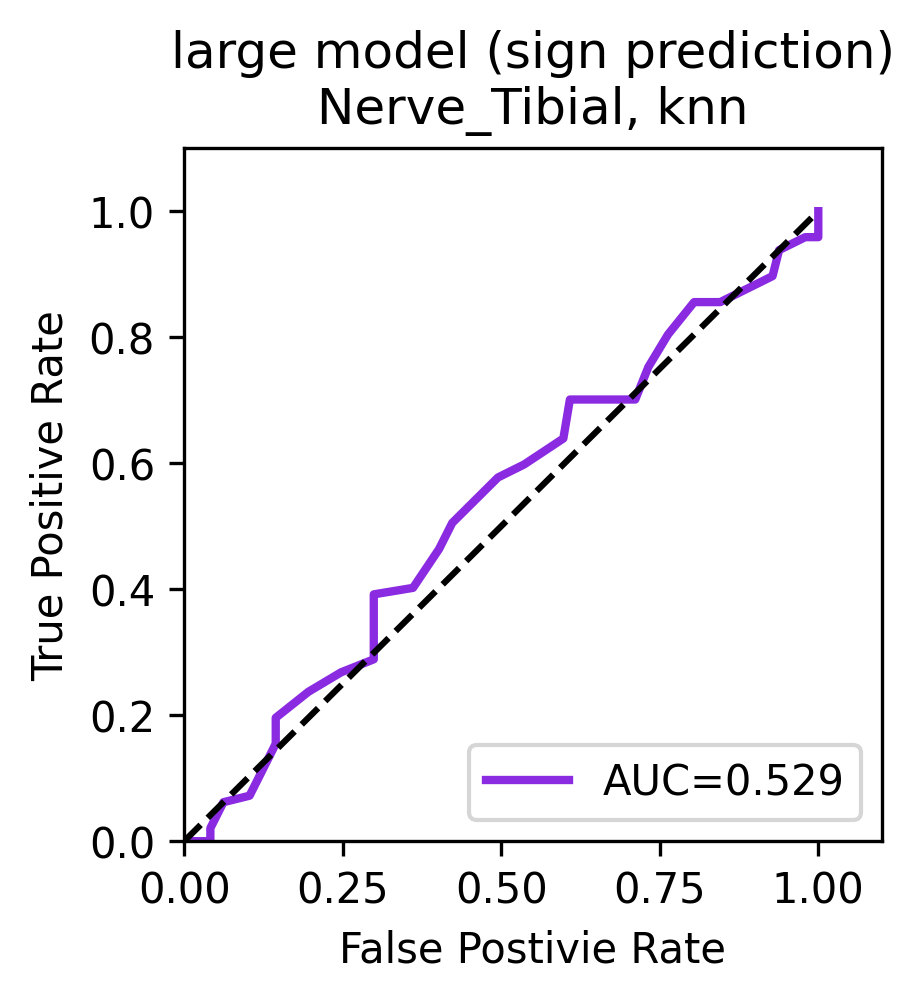 large model (sign prediction)
Nerve_Tibial, knn
1.0
0.8
0.6
0.4
0.2
0.0
True Positive Rate
AUC=0.529
0.00 0.25 0.50 0.75 1.00
False Postivie Rate